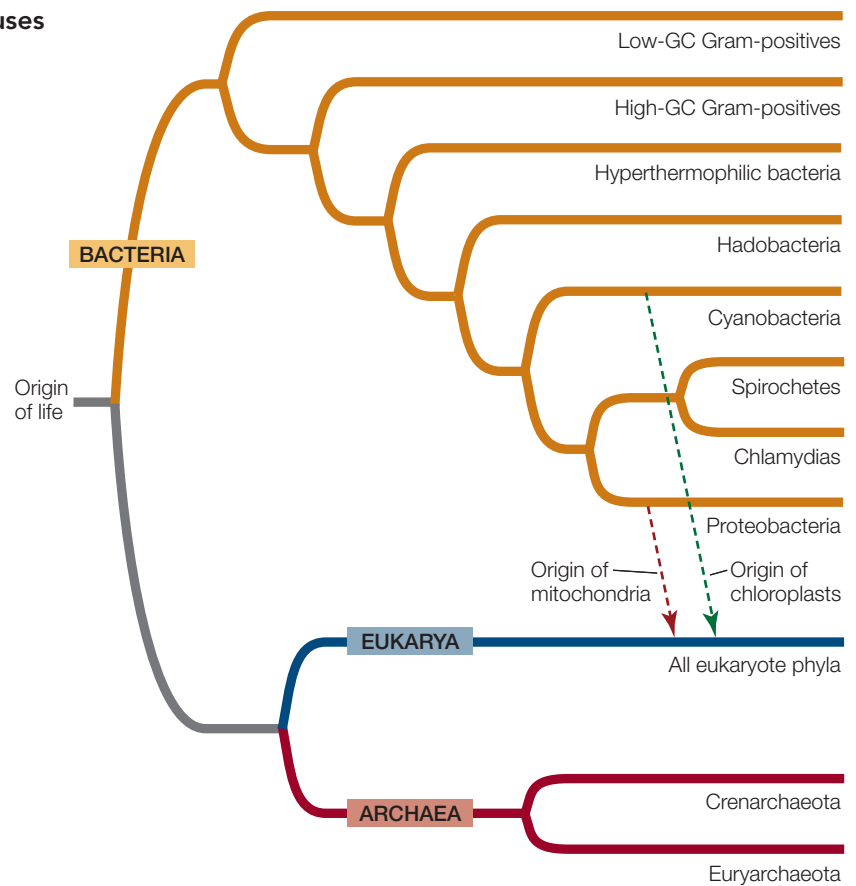 uses
Low-GC Gram-positives
High-GC Gram-positives
Hyperthermophilic bacteria
Hadobacteria
BACTERIA
Cyanobacteria
Origin
of life
Spirochetes
Chlamydias
Proteobacteria
Origin of
mitochondria
Origin of
chloroplasts
EUKARYA
All eukaryote phyla
ARCHAEA
Crenarchaeota
Euryarchaeota